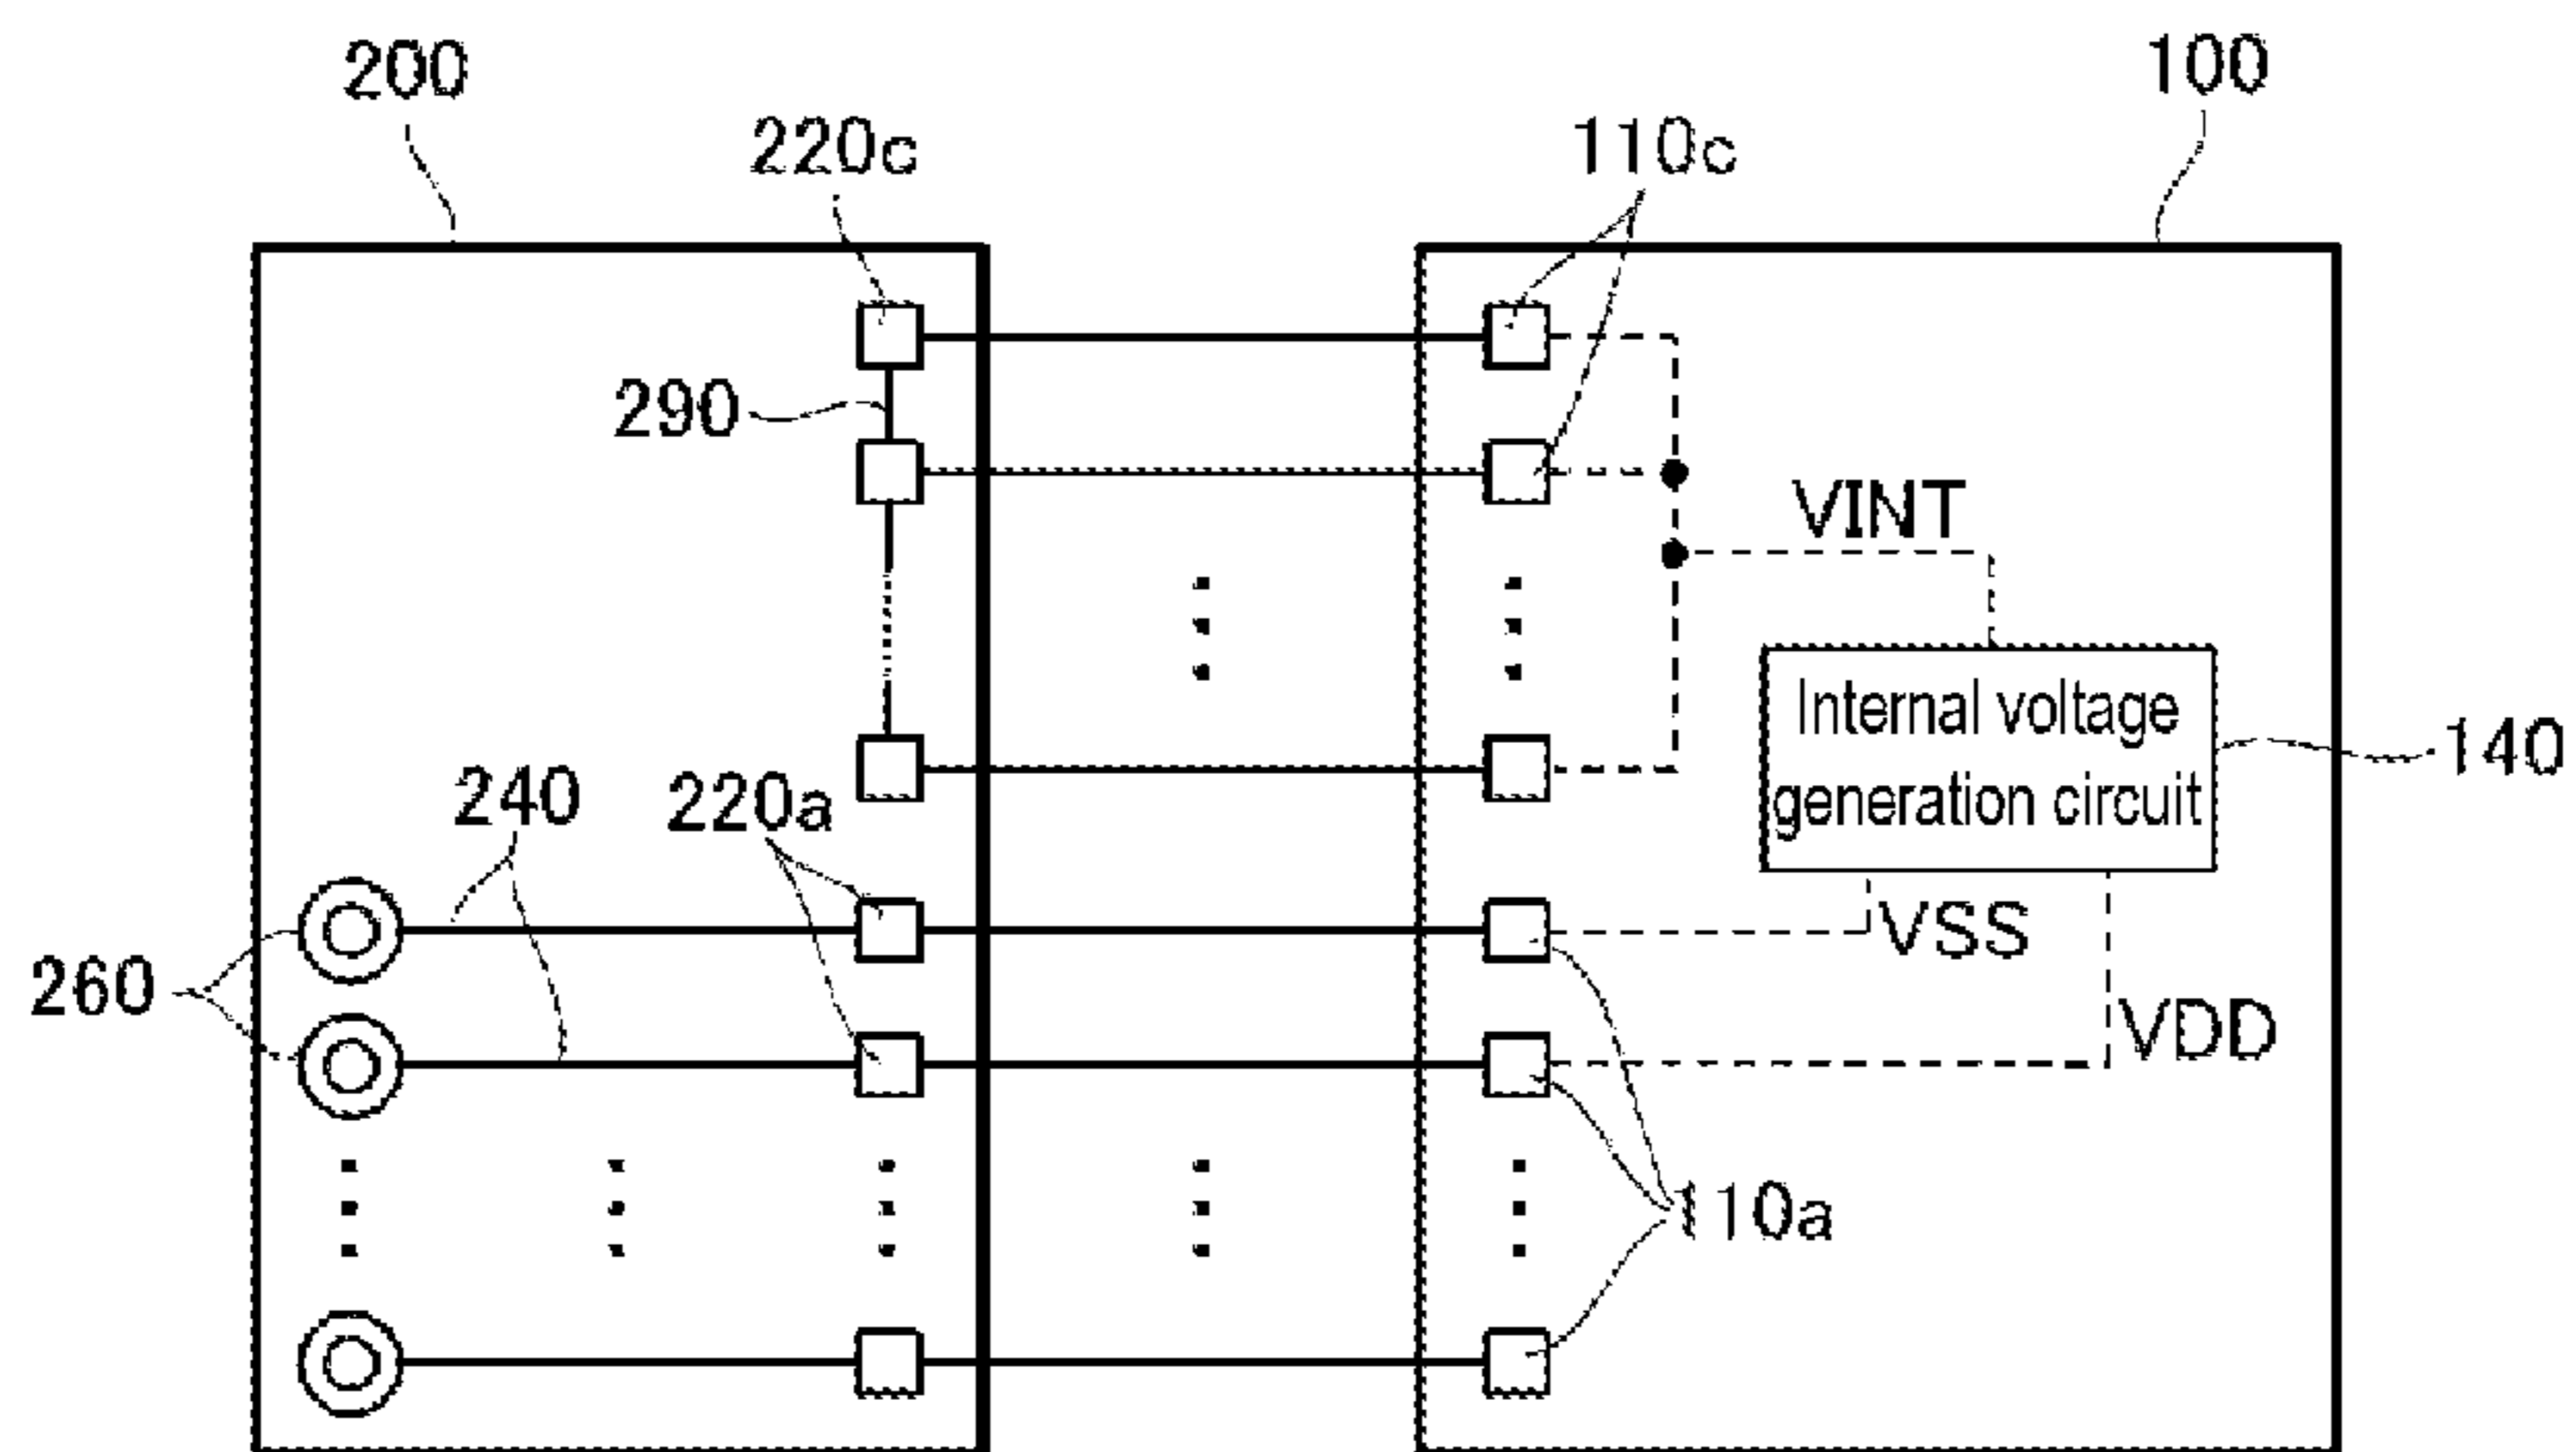 200
100
220c
110c
290
VINT
Internal voltage
generation circuit
140
240
220a
VSS
260
VDD
110a